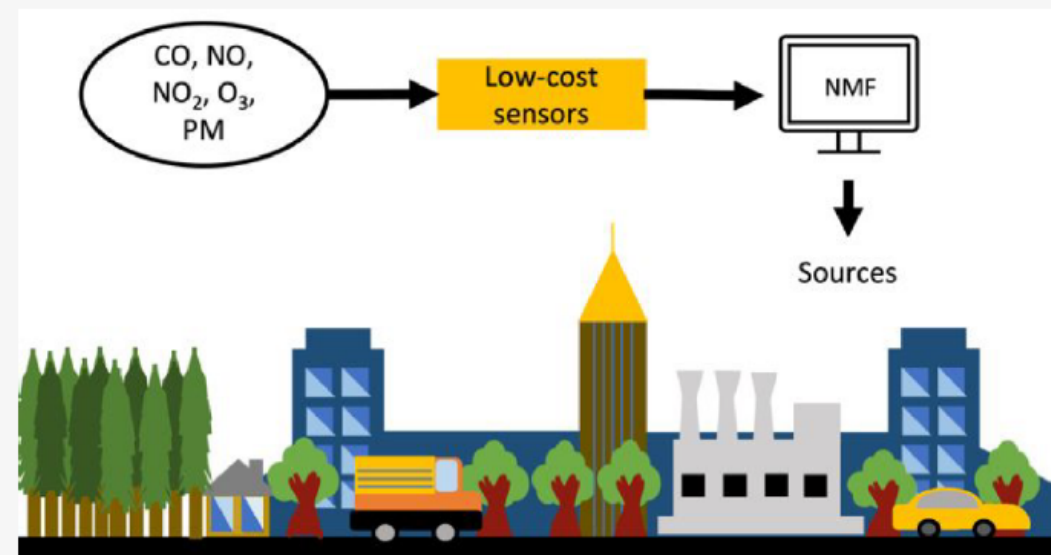 CO, NO,
NO₂, O₃,
PM
Low-cost
sensors
NMF
Sources